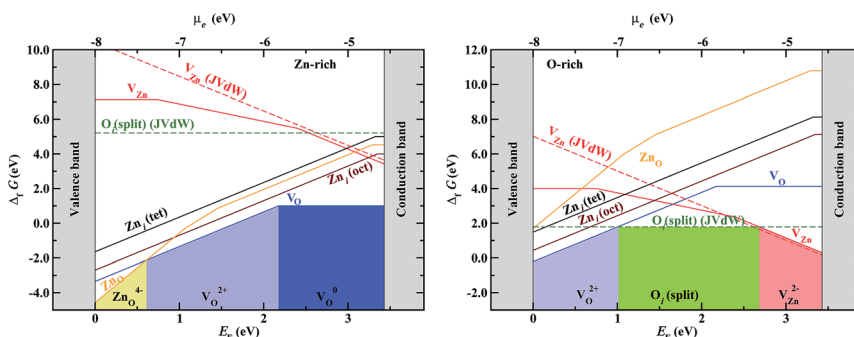 μe (eV)
-8 -7 -6 -5
Zn-rich
10.0
8.0
6.0
4.0
2.0
0.0
-2.0
-4.0
ΔfG (eV)
Valence band
Conduction band
VZn (JVdW)
VZn
Oi(split) (JVdW)
Zni(tet)
Zni(oct)
VO
ZnO
ZnO4-
VO2+
VO0
0 1 2 3
EF (eV)
μe (eV)
-8 -7 -6 -5
O-rich
12.0
10.0
8.0
6.0
4.0
2.0
0.0
-2.0
ΔfG (eV)
Valence band
Conduction band
VZn (JVdW)
ZnO
Zni(tet)
Zni(oct)
VO
Oi(split) (JVdW)
VZn
VO2+
Oi(split)
VZn2-
0 1 2 3
EF (eV)